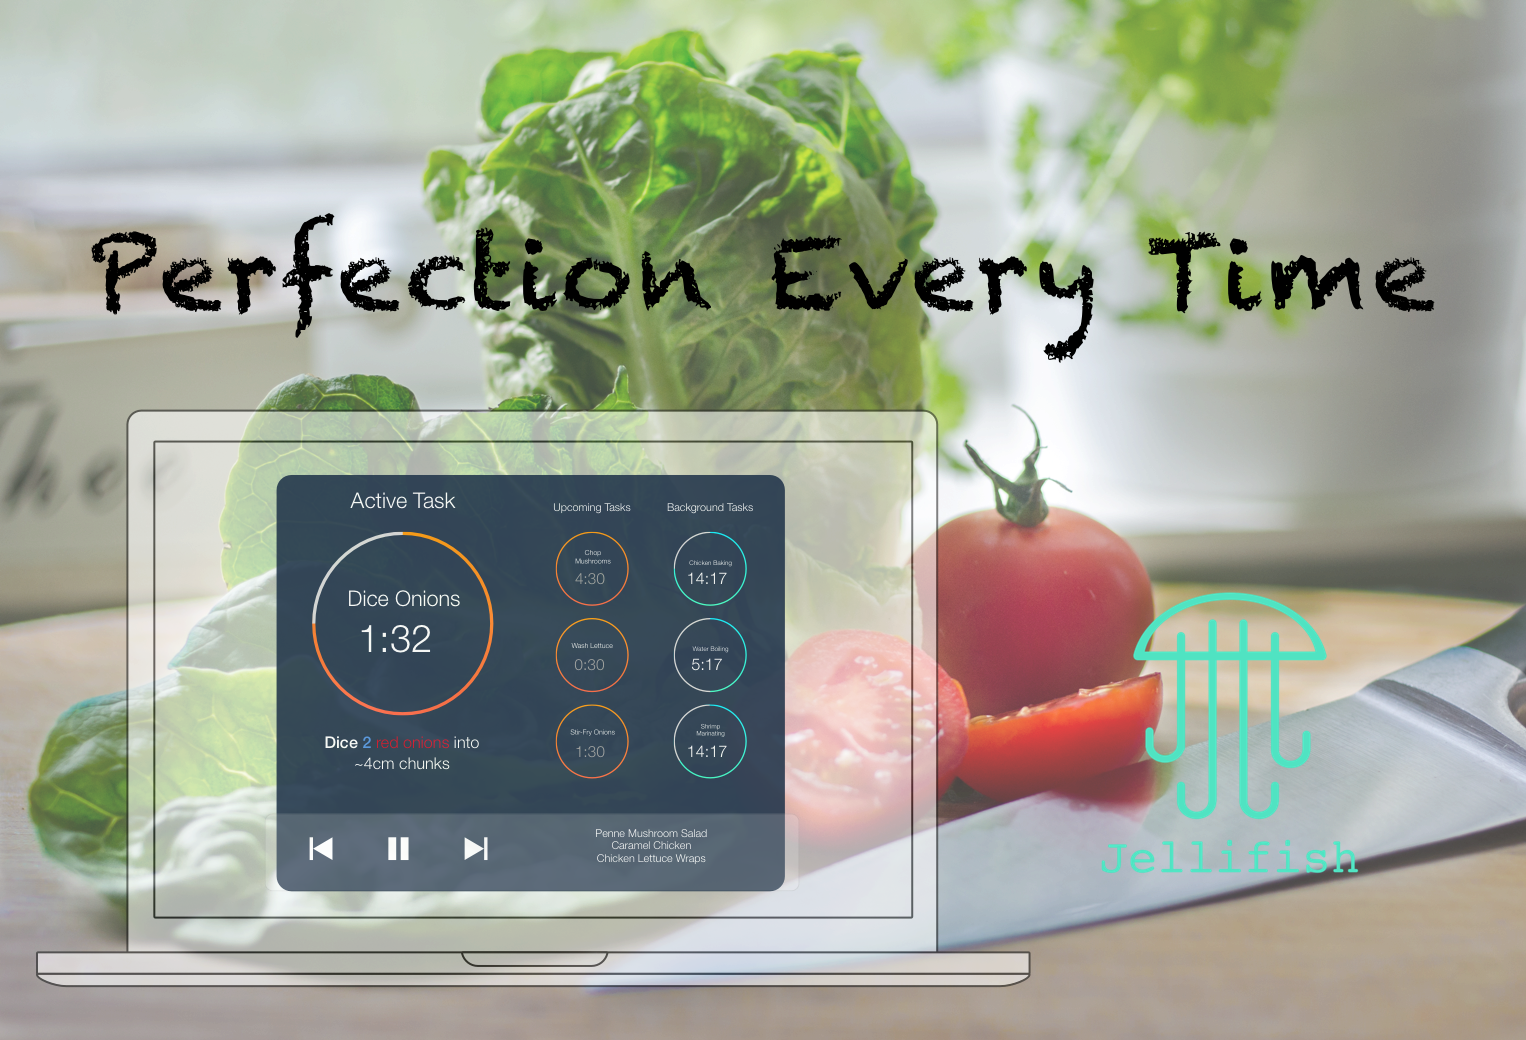 Perfection Every Time
The
Active Task
Dice Onions
1:32
Dice 2 red onions into
~4cm chunks
Upcoming Tasks
Chop
Mushrooms
4:30
Wash Lettuce
0:30
Stir-Fry Onions
1:30
Background Tasks
Chicken Baking
14:17
Water Boiling
5:17
Shrimp
Marinating
14:17
Penne Mushroom Salad
Caramel Chicken
Chicken Lettuce Wraps
Jellifish